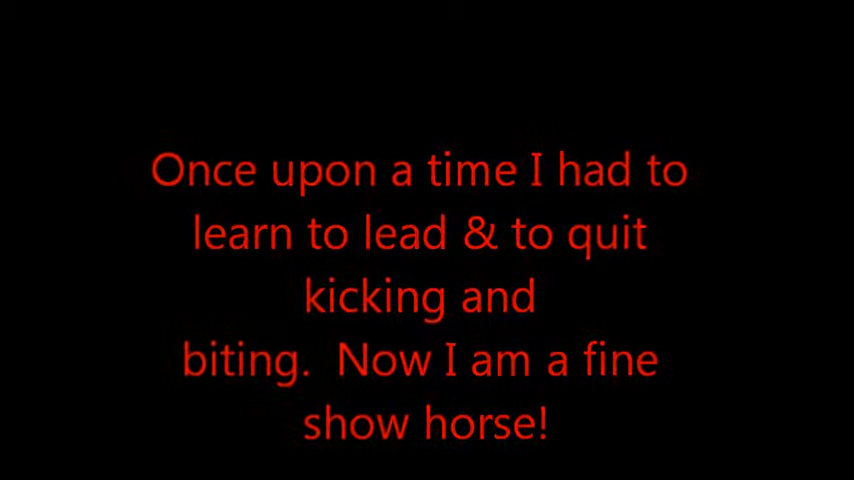 Once upon a time I had to
learn to lead & to quit
kicking and
biting.  Now I am a fine
show horse!